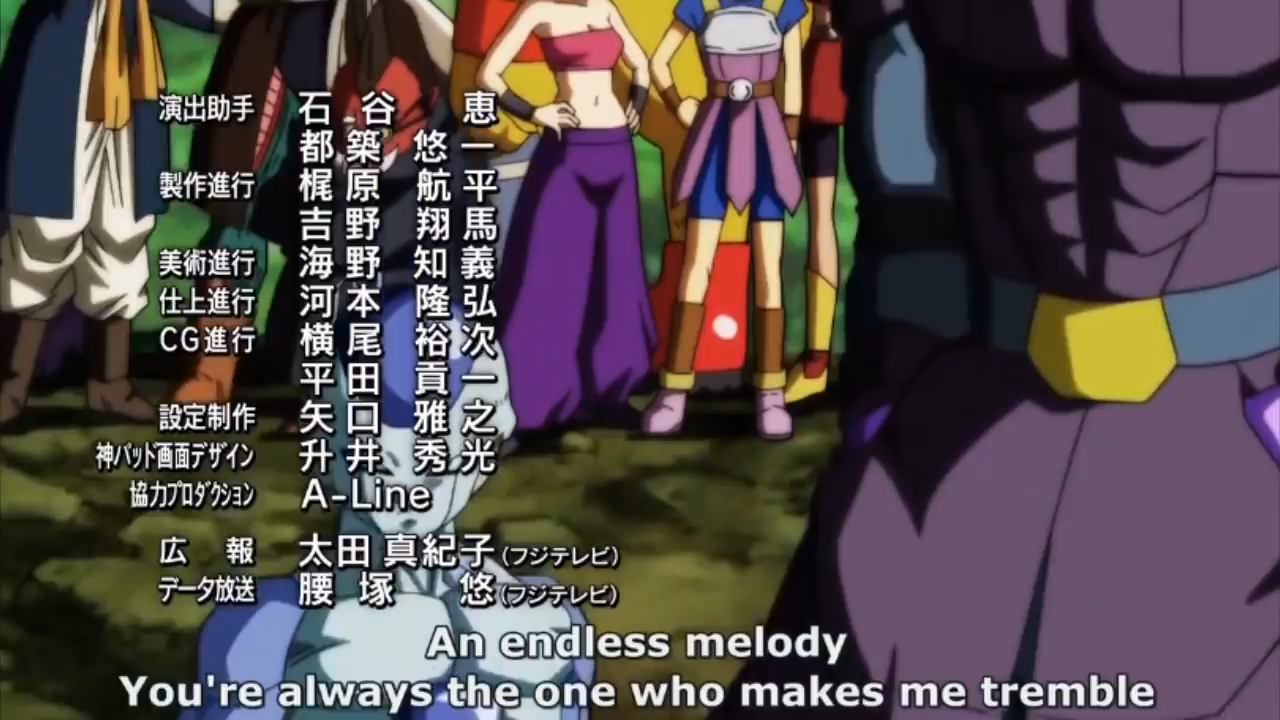 演出助手 石谷 恵
都築 悠一
製作進行 梶原 航平
吉野 翔馬
美術進行 海野 知義
仕上進行 河本 隆弘
CG進行 横尾 裕次
平田 貢一
設定制作 矢口 雅之
神パッド画面デザイン 升井 秀光
協力プロダクション A-Line
広報 太田 真紀子(フジテレビ)
データ放送 腰塚 悠(フジテレビ)
An endless melody
You're always the one who makes me tremble